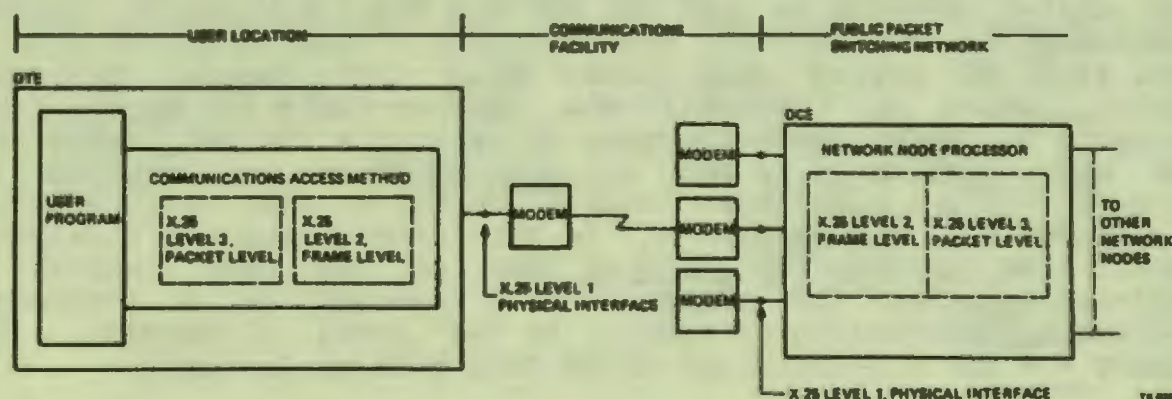 USER LOCATION
COMMUNICATIONS
FACILITY
PUBLIC PACKET
SWITCHING NETWORK
DTE
USER
PROGRAM
COMMUNICATIONS ACCESS METHOD
X.25
LEVEL 3,
PACKET LEVEL
X.25
LEVEL 2,
FRAME LEVEL
MODEM
X.25 LEVEL 1
PHYSICAL INTERFACE
MODEM
MODEM
MODEM
DCE
NETWORK NODE PROCESSOR
X.25 LEVEL 2,
FRAME LEVEL
X.25 LEVEL 3,
PACKET LEVEL
TO
OTHER
NETWORK
NODES
X.25 LEVEL 1, PHYSICAL INTERFACE